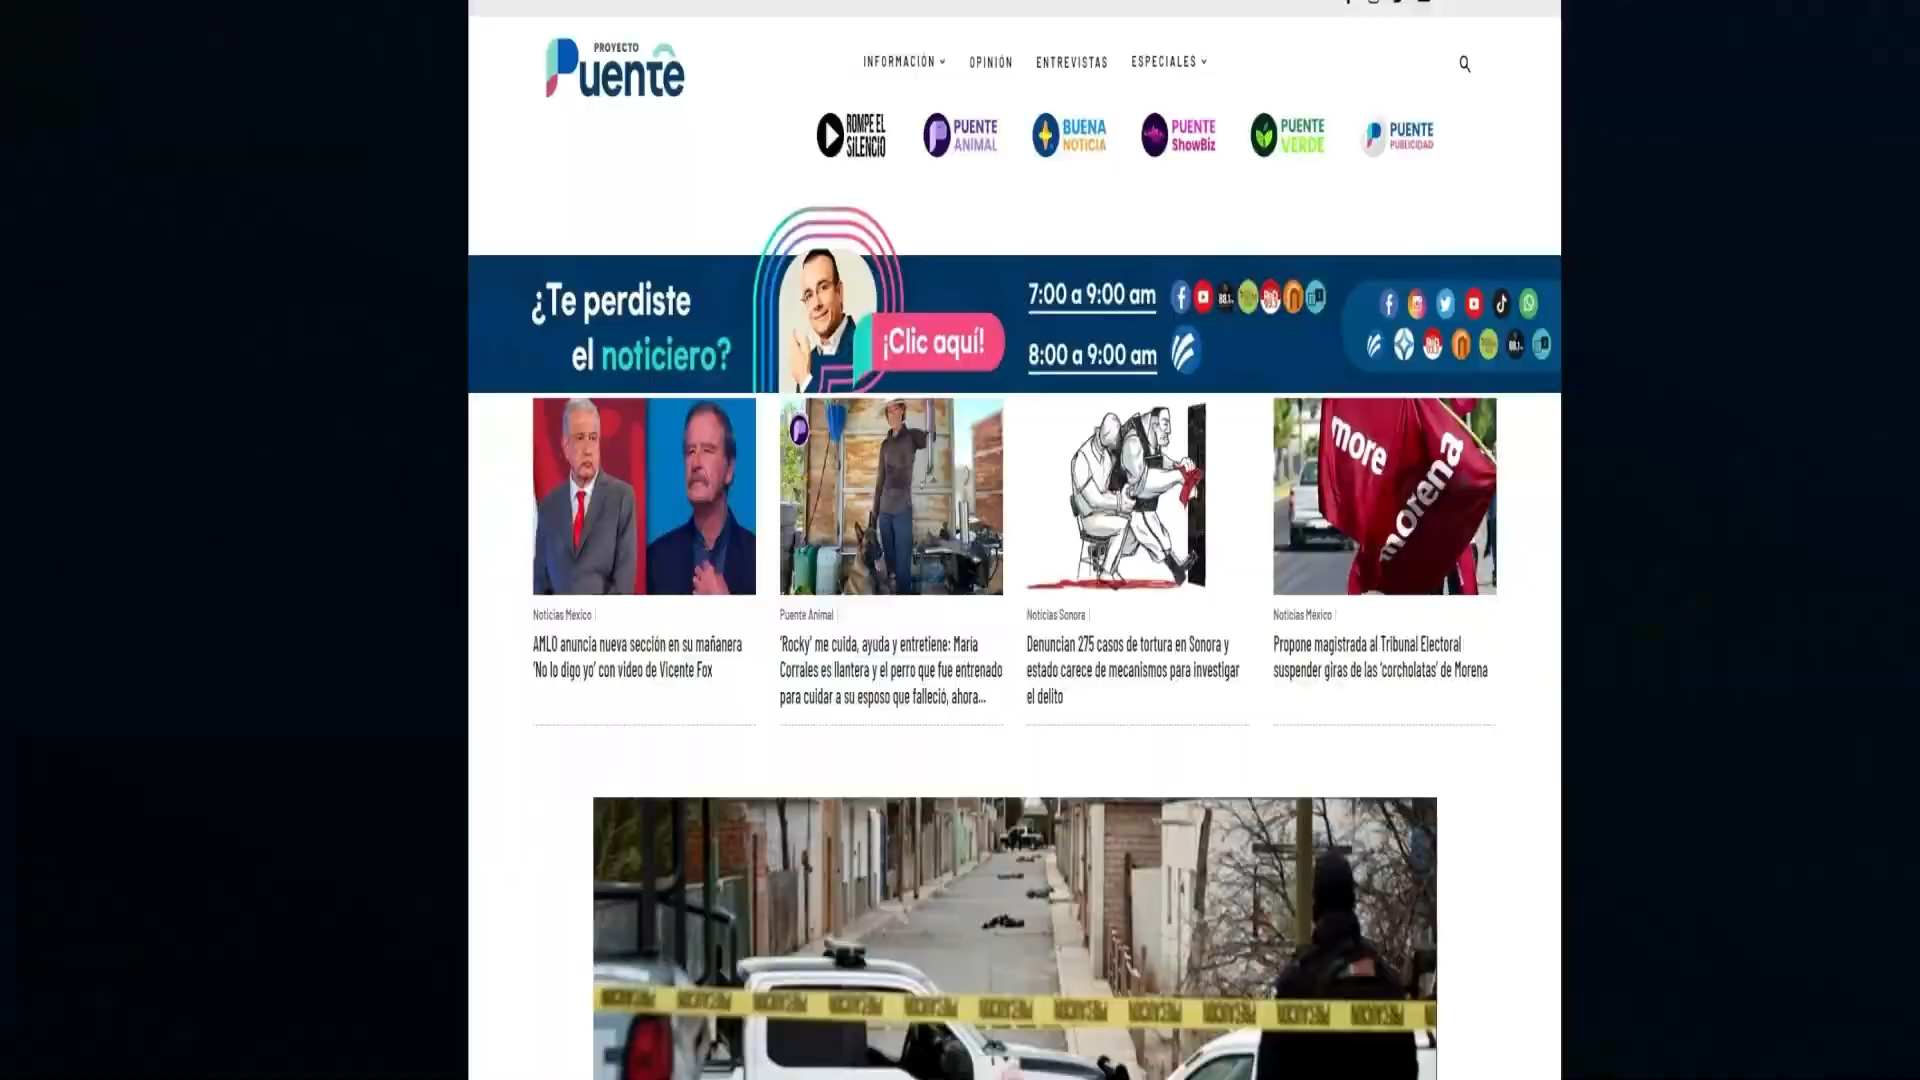 PROYECTO
Puente
INFORMACIÓN
OPINIÓN
ENTREVISTAS
ESPECIALES
ROMPE EL
SILENCIO
PUENTE
ANIMAL
BUENA
NOTICIA
PUENTE
ShowBiz
PUENTE
VERDE
PUENTE
PUBLICIDAD
¿Te perdiste
el noticiero?
¡Clic aquí!
7:00 a 9:00 am
8:00 a 9:00 am
more
morena
Noticias México
AMLO anuncia nueva sección en su mañanera
'No lo digo yo' con video de Vicente Fox
Puente Animal
'Rocky' me cuida, ayuda y entretiene: María
Corrales es llantera y el perro que fue entrenado
para cuidar a su esposo que falleció, ahora...
Noticias Sonora
Denuncian 275 casos de tortura en Sonora y
estado carece de mecanismos para investigar
el delito
Noticias México
Propone magistrada al Tribunal Electoral
suspender giras de las 'corcholatas' de Morena